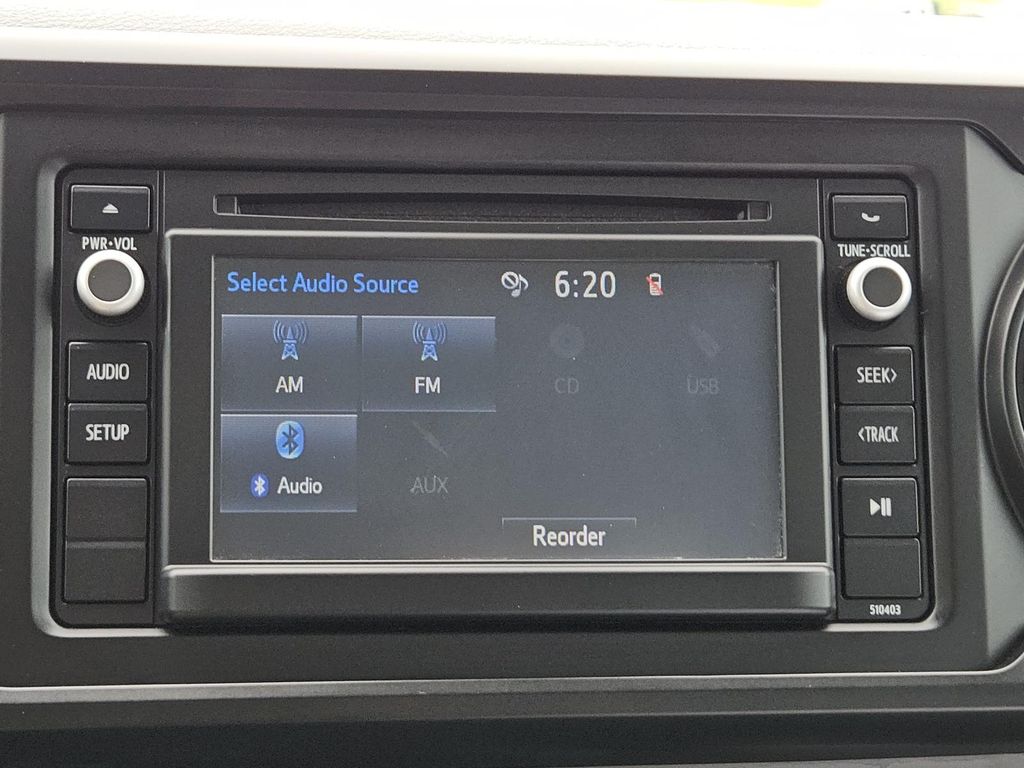 PWR•VOL
AUDIO
SETUP
Select Audio Source
6:20
AM
FM
CD
USB
Audio
AUX
Reorder
TUNE•SCROLL
SEEK>
<TRACK
510403